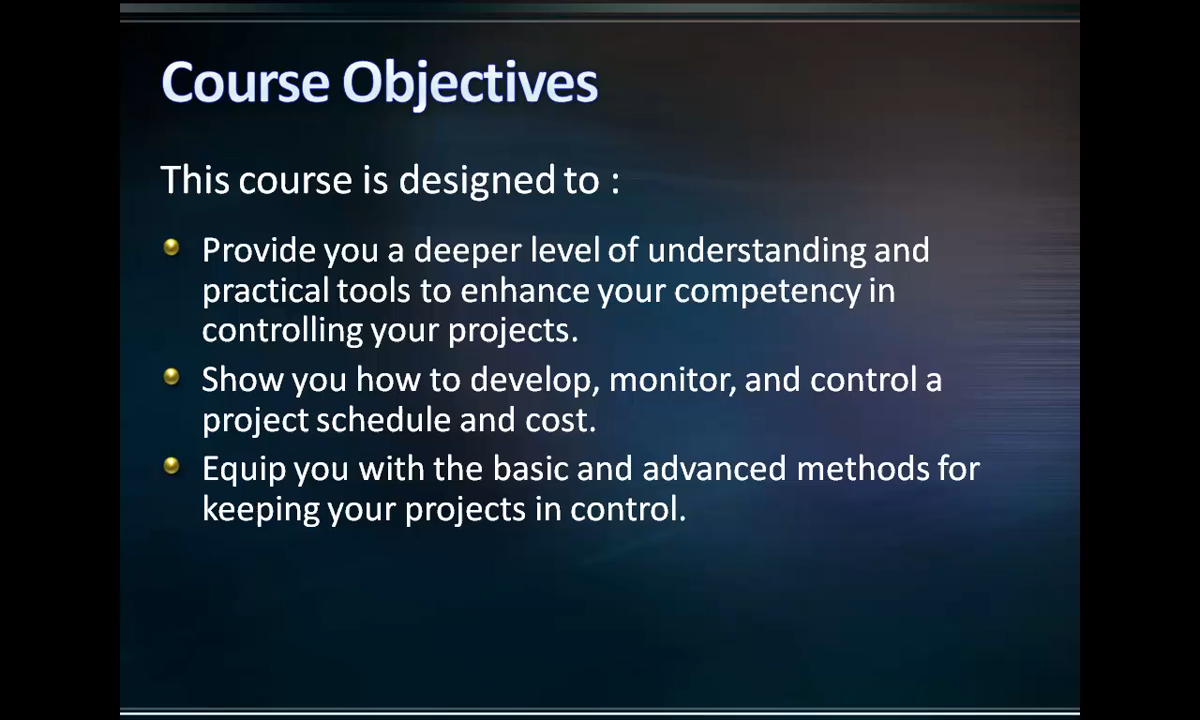 Course Objectives
This course is designed to :
Provide you a deeper level of understanding and
practical tools to enhance your competency in
controlling your projects.
Show you how to develop, monitor, and control a
project schedule and cost.
Equip you with the basic and advanced methods for
keeping your projects in control.